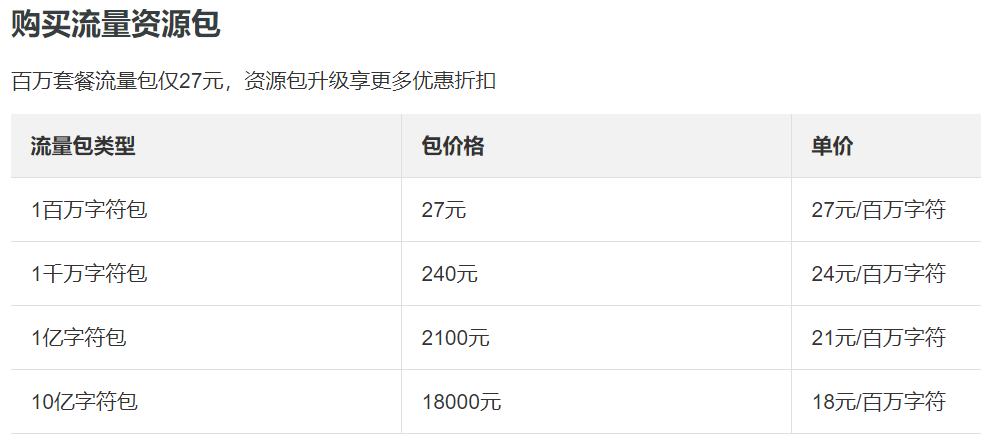 购买流量资源包
百万套餐流量包仅27元，资源包升级享更多优惠折扣
流量包类型 包价格 单价
1百万字符包 27元 27元/百万字符
1千万字符包 240元 24元/百万字符
1亿字符包 2100元 21元/百万字符
10亿字符包 18000元 18元/百万字符